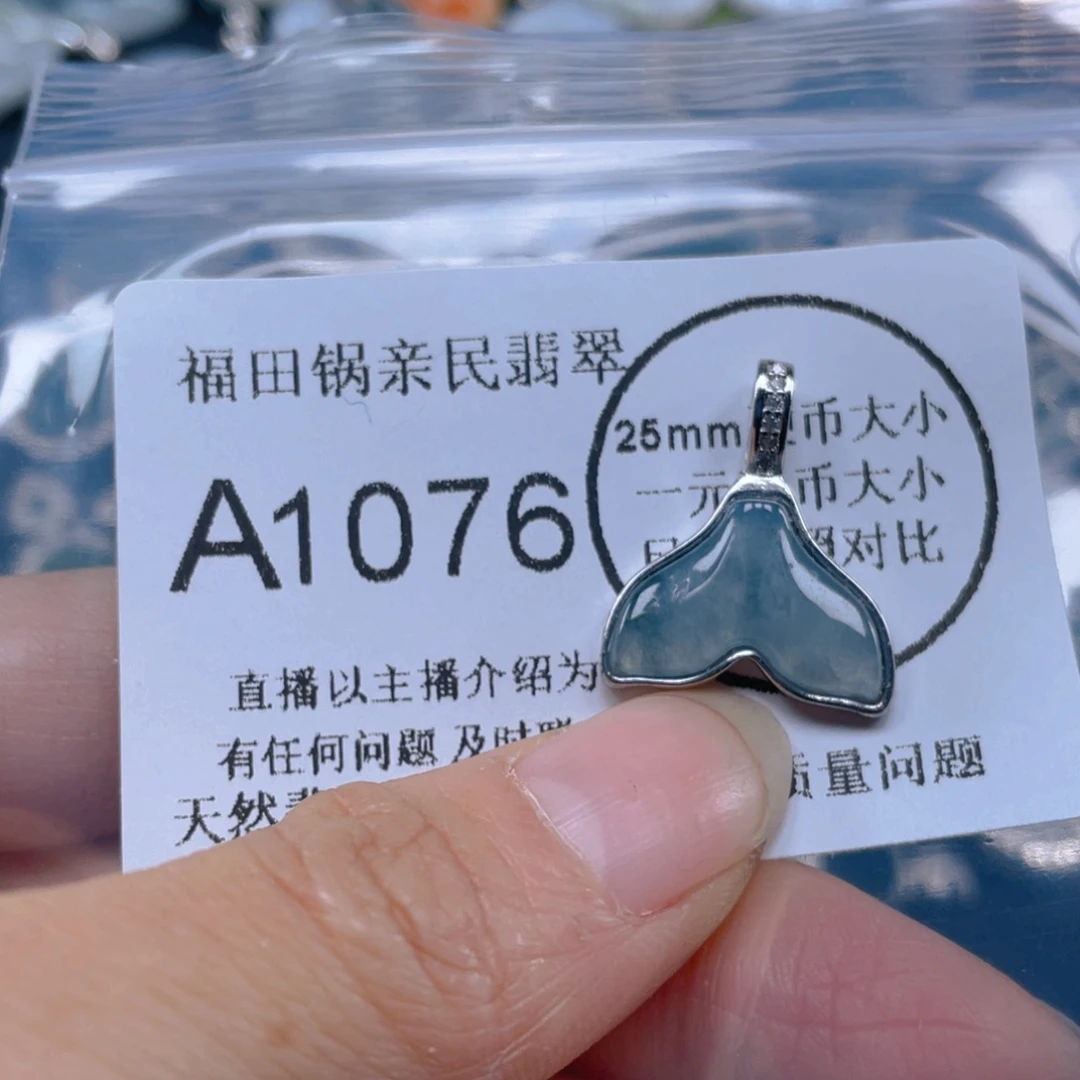 福田锅亲民翡翠
25mm 币大小
一元 币大小
A1076
对比
直播以主播介绍为
有任何问题及时联
质量问题
天然翡